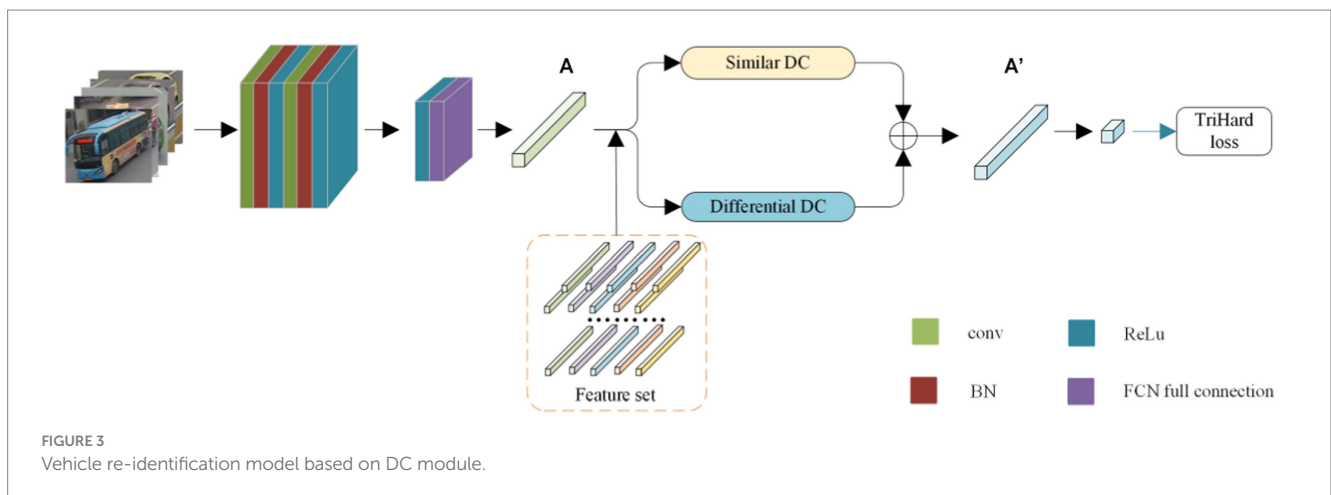 A
Similar DC
A'
TriHard
loss
Differential DC
Feature set
conv
ReLu
BN
FCN full connection
FIGURE 3
Vehicle re-identification model based on DC module.